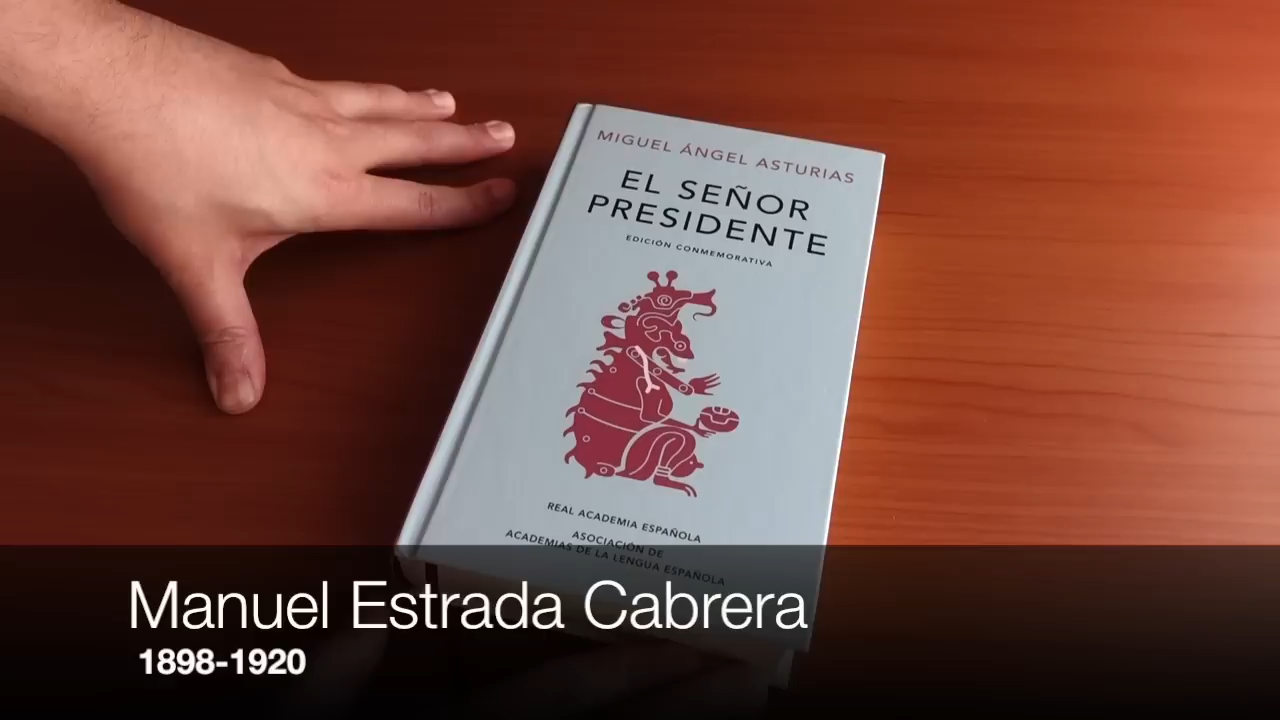 MIGUEL ÁNGEL ASTURIAS
EL SEÑOR
PRESIDENTE
EDICIÓN CONMEMORATIVA
REAL ACADEMIA ESPAÑOLA
ASOCIACIÓN DE
ACADEMIAS DE LA LENGUA ESPAÑOLA
Manuel Estrada Cabrera
1898-1920